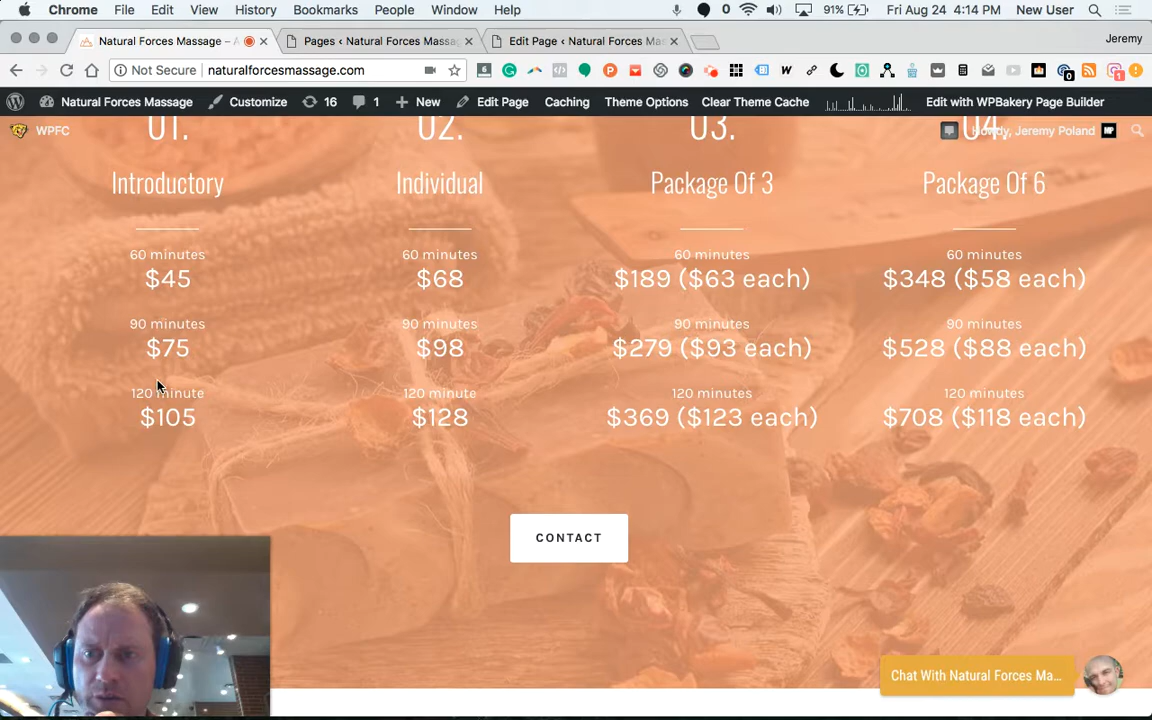 Chrome File Edit View History Bookmarks People Window Help 0 91% Fri Aug 24 4:14 PM New User
Natural Forces Massage – A Pages ‹ Natural Forces Massa Edit Page ‹ Natural Forces Ma Jeremy
Not Secure naturalforcesmassage.com
Natural Forces Massage Customize 16 1 New Edit Page Caching Theme Options Clear Theme Cache Edit with WPBakery Page Builder
WPFC Howdy, Jeremy Poland
01. 02. 03. 04.
Introductory Individual Package Of 3 Package Of 6
60 minutes 60 minutes 60 minutes 60 minutes
$45 $68 $189 ($63 each) $348 ($58 each)
90 minutes 90 minutes 90 minutes 90 minutes
$75 $98 $279 ($93 each) $528 ($88 each)
120 minute 120 minute 120 minutes 120 minutes
$105 $128 $369 ($123 each) $708 ($118 each)
CONTACT
Chat With Natural Forces Ma...